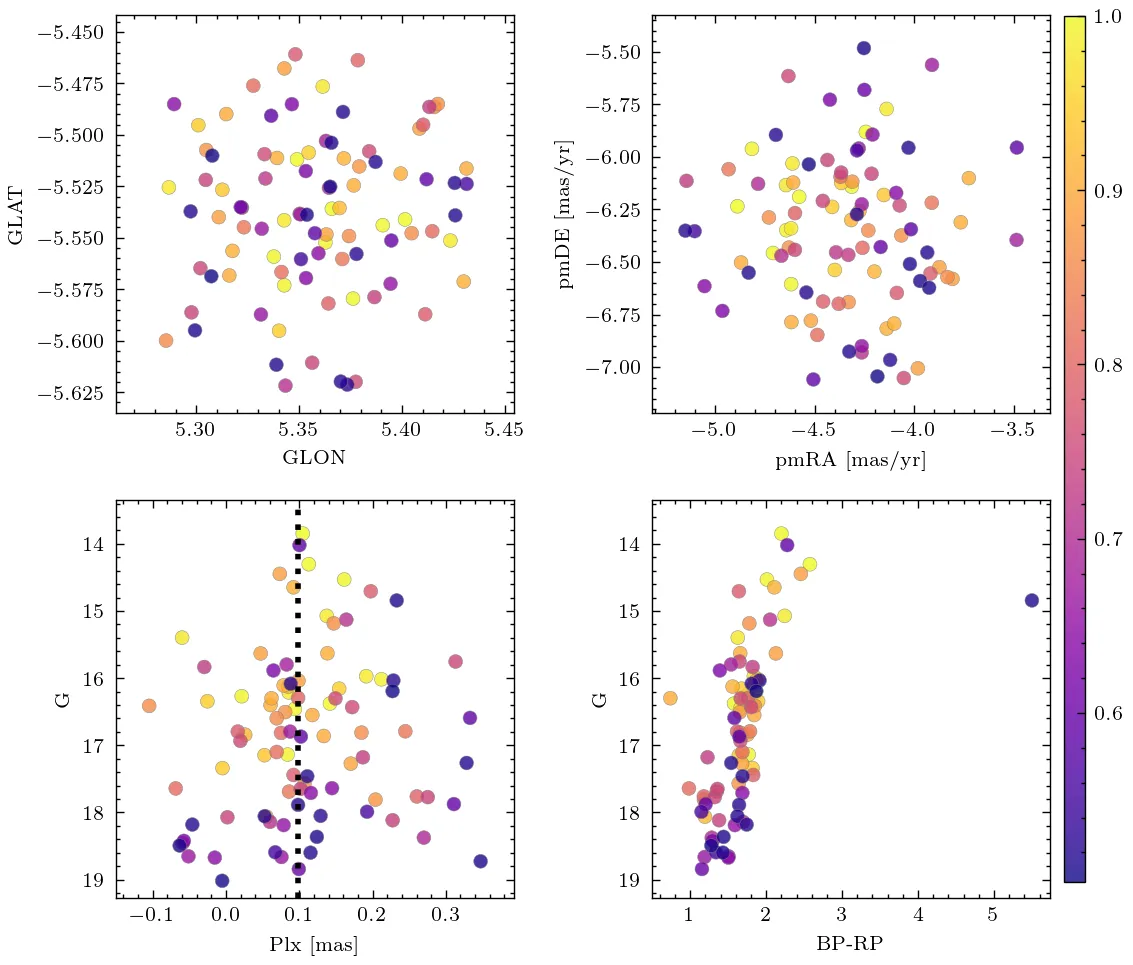 −5.450
−5.475
−5.500
−5.525
−5.550
−5.575
−5.600
−5.625
GLAT
5.30 5.35 5.40 5.45
GLON
−5.50
−5.75
−6.00
−6.25
−6.50
−6.75
−7.00
pmDE [mas/yr]
−5.0 −4.5 −4.0 −3.5
pmRA [mas/yr]
1.0
0.9
0.8
0.7
0.6
14
15
16
17
18
19
G
−0.1 0.0 0.1 0.2 0.3
Plx [mas]
14
15
16
17
18
19
G
1 2 3 4 5
BP-RP